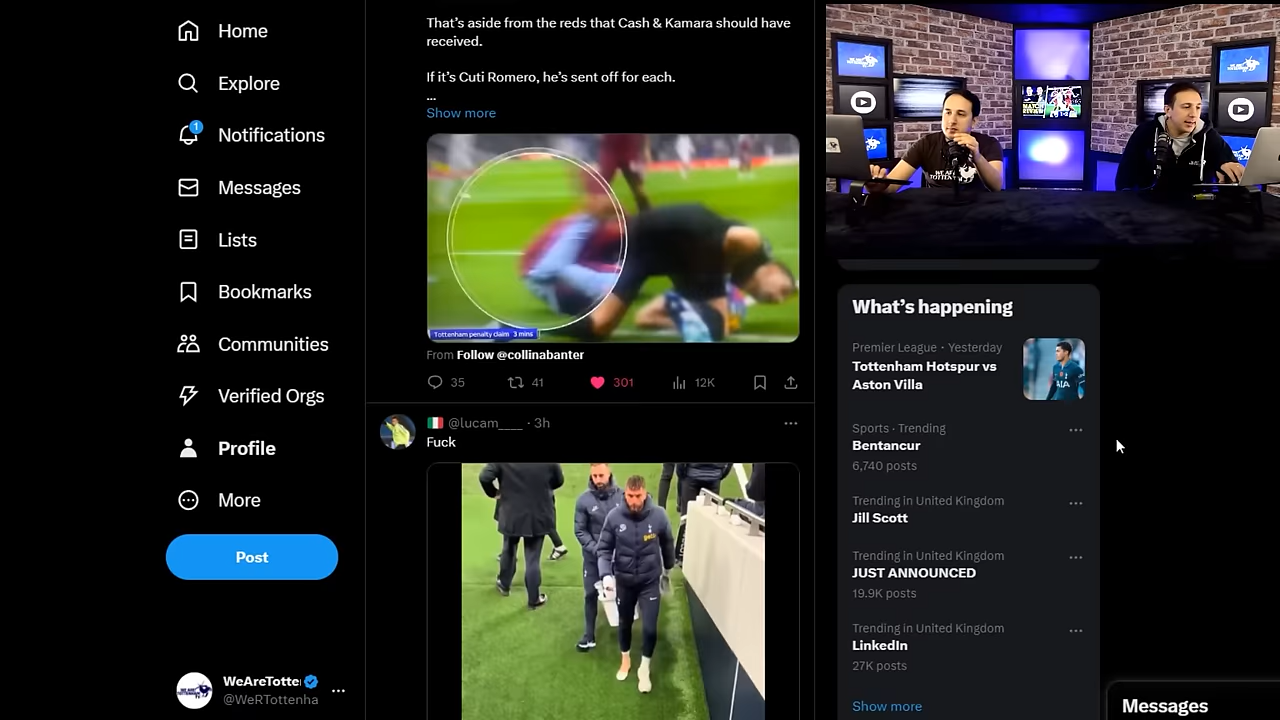 Home
Explore
1
Notifications
Messages
Lists
Bookmarks
Communities
Verified Orgs
Profile
More
Post
WeAreTotte
@WeRTottenha
That's aside from the reds that Cash & Kamara should have
received.
If it's Cuti Romero, he's sent off for each.
...
Show more
Tottenham penalty claim 3 mins
From Follow @collinabanter
35
41
301
12K
@lucam____ · 3h
Fuck
What's happening
Premier League · Yesterday
Tottenham Hotspur vs
Aston Villa
AIA
Sports · Trending
Bentancur
6,740 posts
Trending in United Kingdom
Jill Scott
Trending in United Kingdom
JUST ANNOUNCED
19.9K posts
Trending in United Kingdom
LinkedIn
27K posts
Show more
Messages